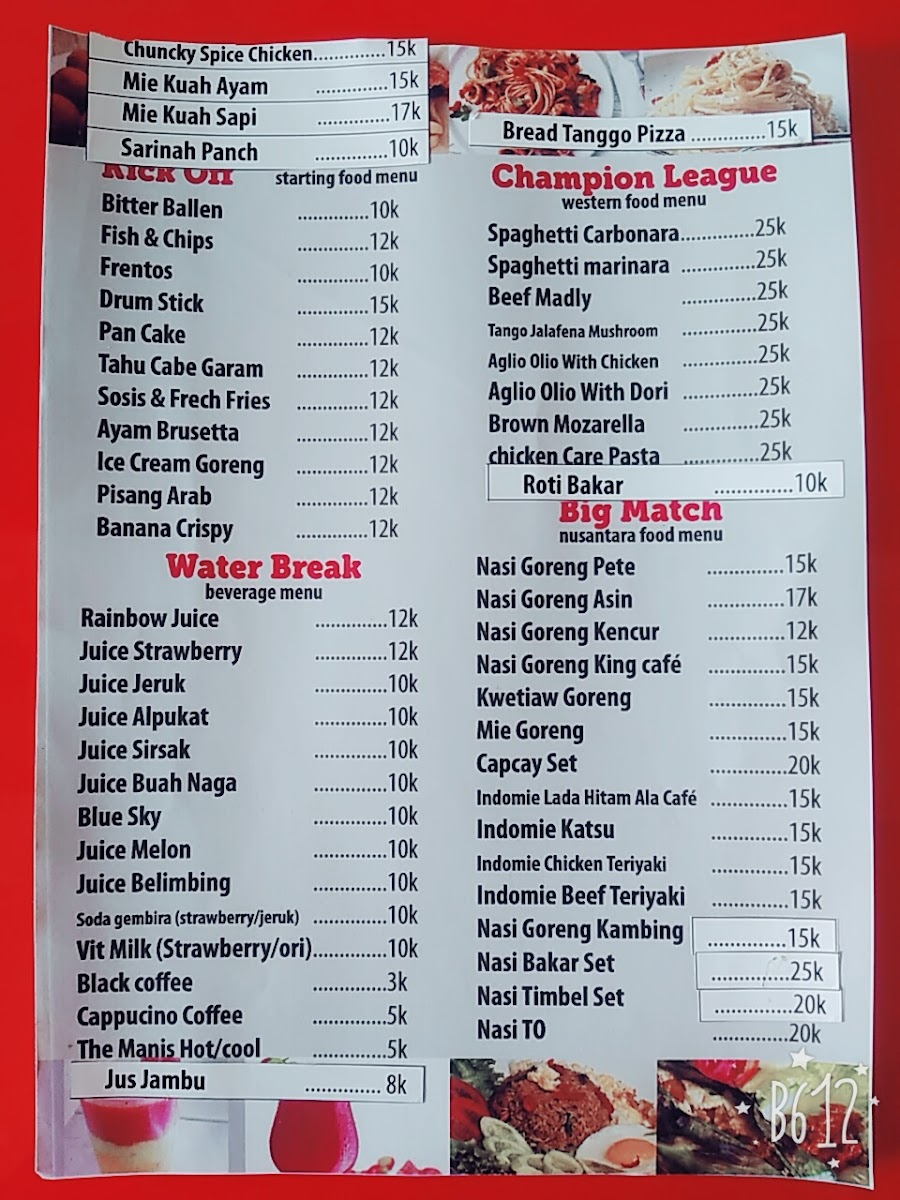 Chuncky Spice Chicken..............15k
Mie Kuah Ayam ..............15k
Mie Kuah Sapi ..............17k
Sarinah Panch ..............10k
Kick Off
starting food menu
Bitter Ballen ..............10k
Fish & Chips ..............12k
Frentos ..............10k
Drum Stick ..............15k
Pan Cake ..............12k
Tahu Cabe Garam ..............12k
Sosis & Frech Fries ..............12k
Ayam Brusetta ..............12k
Ice Cream Goreng ..............12k
Pisang Arab ..............12k
Banana Crispy ..............12k
Water Break
beverage menu
Rainbow Juice ..............12k
Juice Strawberry ..............12k
Juice Jeruk ..............10k
Juice Alpukat ..............10k
Juice Sirsak ..............10k
Juice Buah Naga ..............10k
Blue Sky ..............10k
Juice Melon ..............10k
Juice Belimbing ..............10k
Soda gembira (strawberry/jeruk) ..............10k
Vit Milk (Strawberry/ori)..............10k
Black coffee ..............3k
Cappucino Coffee ..............5k
The Manis Hot/cool ..............5k
Jus Jambu .............. 8k
Bread Tanggo Pizza ..............15k
Champion League
western food menu
Spaghetti Carbonara..............25k
Spaghetti marinara ..............25k
Beef Madly ..............25k
Tango Jalafena Mushroom ..............25k
Aglio Olio With Chicken ..............25k
Aglio Olio With Dori ..............25k
Brown Mozarella ..............25k
chicken Care Pasta ..............25k
Roti Bakar ..............10k
Big Match
nusantara food menu
Nasi Goreng Pete ..............15k
Nasi Goreng Asin ..............17k
Nasi Goreng Kencur ..............12k
Nasi Goreng King café ..............15k
Kwetiaw Goreng ..............15k
Mie Goreng ..............15k
Capcay Set ..............20k
Indomie Lada Hitam Ala Café ..............15k
Indomie Katsu ..............15k
Indomie Chicken Teriyaki ..............15k
Indomie Beef Teriyaki ..............15k
Nasi Goreng Kambing ..............15k
Nasi Bakar Set ..............25k
Nasi Timbel Set ..............20k
Nasi TO ..............20k
B612